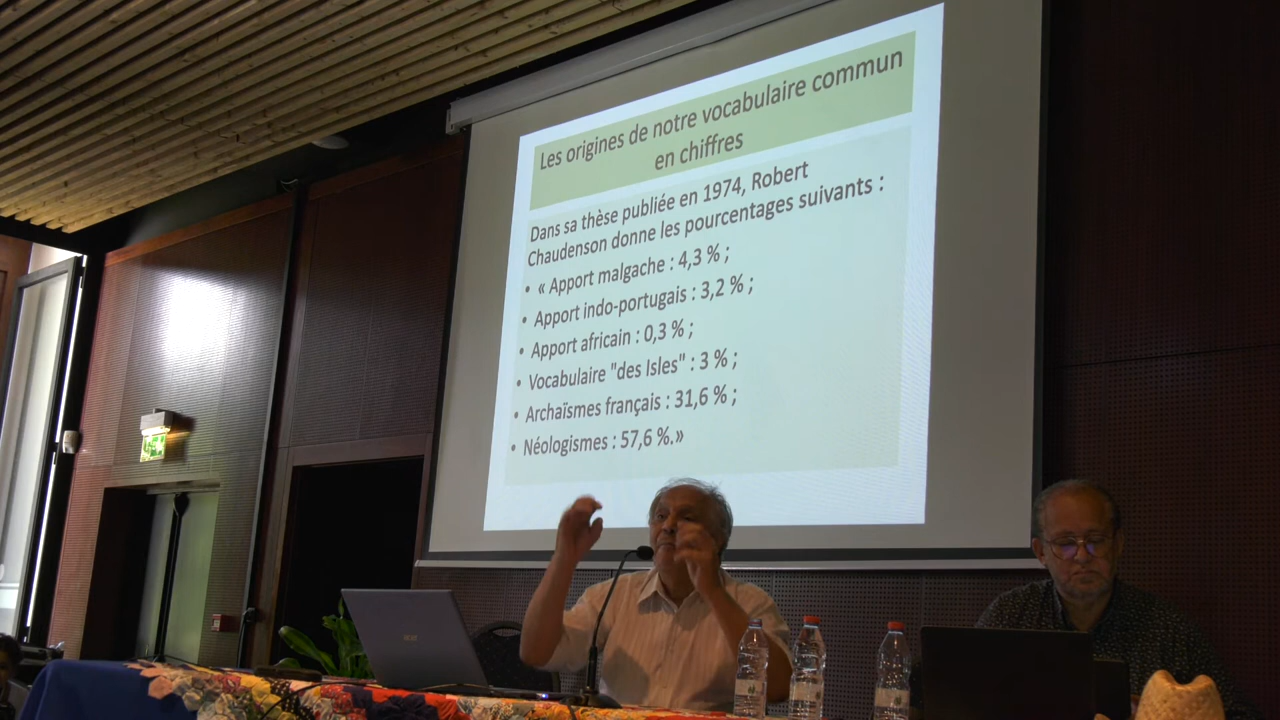 Les origines de notre vocabulaire commun
en chiffres
Dans sa thèse publiée en 1974, Robert
Chaudenson donne les pourcentages suivants :
• « Apport malgache : 4,3 % ;
• Apport indo-portugais : 3,2 % ;
• Apport africain : 0,3 % ;
• Vocabulaire "des Isles" : 3 % ;
• Archaïsmes français : 31,6 % ;
• Néologismes : 57,6 %.»